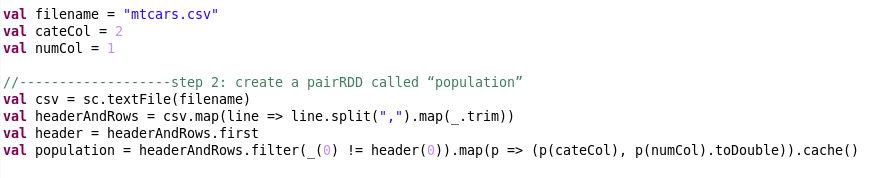 val filename = "mtcars.csv"
val cateCol = 2
val numCol = 1
//-------------------step 2: create a pairRDD called “population”
val csv = sc.textFile(filename)
val headerAndRows = csv.map(line => line.split(",").map(_.trim))
val header = headerAndRows.first
val population = headerAndRows.filter(_(0) != header(0)).map(p => (p(cateCol), p(numCol).toDouble)).cache()